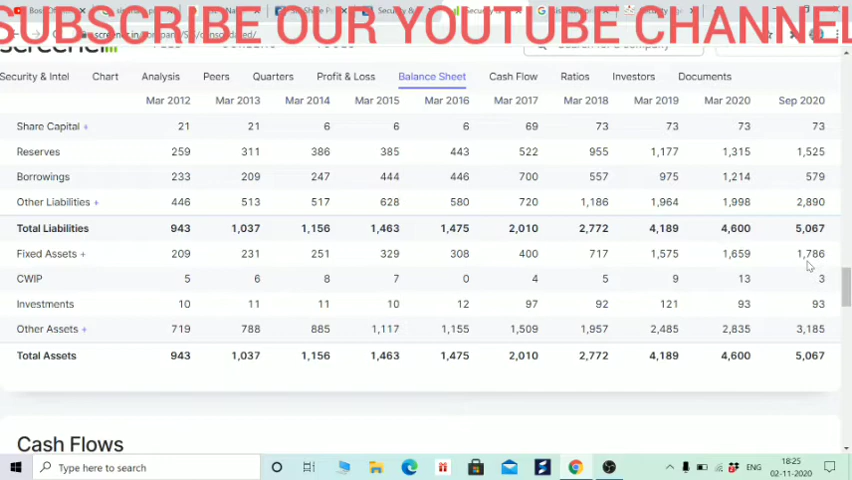 SUBSCRIBE OUR YOUTUBE CHANNEL
Security & Intel Chart Analysis Peers Quarters Profit & Loss Balance Sheet Cash Flow Ratios Investors Documents
Mar 2012 Mar 2013 Mar 2014 Mar 2015 Mar 2016 Mar 2017 Mar 2018 Mar 2019 Mar 2020 Sep 2020
Share Capital + 21 21 6 6 6 69 73 73 73 73
Reserves 259 311 386 385 443 522 955 1,177 1,315 1,525
Borrowings 233 209 247 444 446 700 557 975 1,214 579
Other Liabilities + 446 513 517 628 580 720 1,186 1,964 1,998 2,890
Total Liabilities 943 1,037 1,156 1,463 1,475 2,010 2,772 4,189 4,600 5,067
Fixed Assets + 209 231 251 329 308 400 717 1,575 1,659 1,786
CWIP 5 6 8 7 0 4 5 9 13 3
Investments 10 11 11 10 12 97 92 121 93 93
Other Assets + 719 788 885 1,117 1,155 1,509 1,957 2,485 2,835 3,185
Total Assets 943 1,037 1,156 1,463 1,475 2,010 2,772 4,189 4,600 5,067
Cash Flows
Type here to search
ENG
18:25
02-11-2020